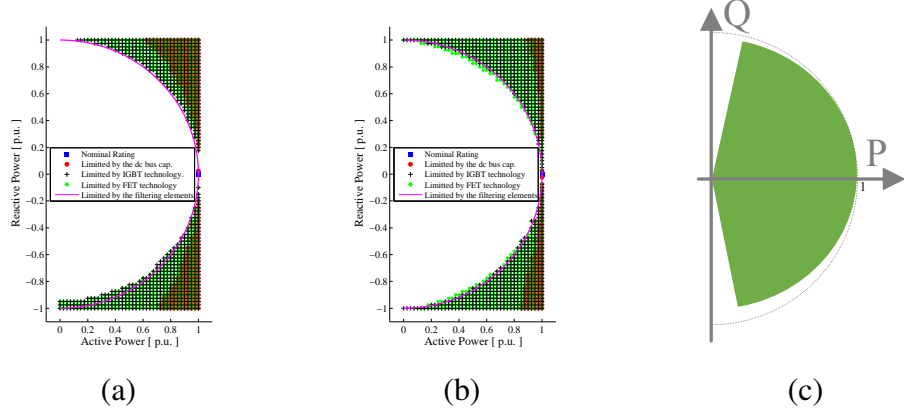 1
0.8
0.6
0.4
0.2
0
−0.2
−0.4
−0.6
−0.8
−1
Reactive Power [ p.u. ]
Nominal Rating
Limitted by the dc bus cap.
Limitted by IGBT technology.
Limitted by FET technology
Limitted by the filtering elements
0 0.2 0.4 0.6 0.8 1
Active Power [ p.u. ]
(a)
1
0.8
0.6
0.4
0.2
0
−0.2
−0.4
−0.6
−0.8
−1
Reactive Power [ p.u. ]
Nominal Rating
Limitted by the dc bus cap.
Limitted by IGBT technology
Limitted by FET technology
Limitted by the filtering elements
0 0.2 0.4 0.6 0.8 1
Active Power [ p.u. ]
(b)
Q
P
1
(c)